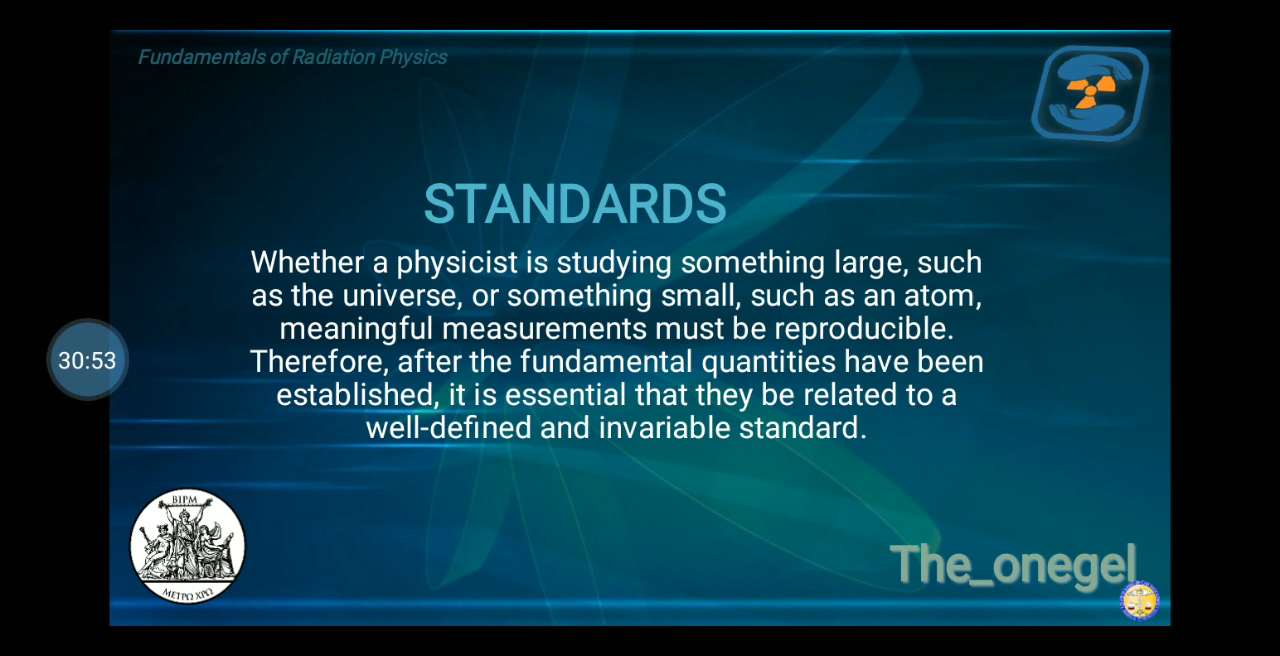 Fundamentals of Radiation Physics
STANDARDS
Whether a physicist is studying something large, such
as the universe, or something small, such as an atom,
meaningful measurements must be reproducible.
Therefore, after the fundamental quantities have been
30:53
established, it is essential that they be related to a
well-defined and invariable standard.
BIPM
ΜΕΤΡΩ ΧΡΩ
The_onegel